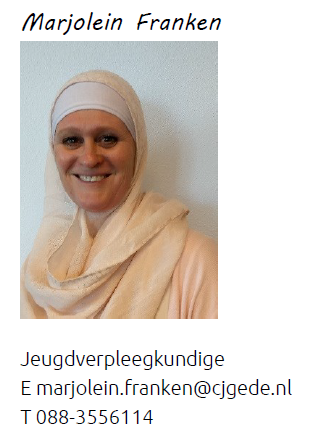 Marjolein Franken
Jeugdverpleegkundige
E marjolein.franken@cjgede.nl
T 088-3556114